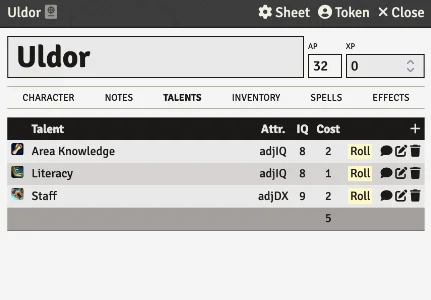 Uldor Sheet Token Close
AP XP
Uldor 32 0
CHARACTER NOTES TALENTS INVENTORY SPELLS EFFECTS
Talent Attr. IQ Cost +
Area Knowledge adjIQ 8 2 Roll
Literacy adjIQ 8 1 Roll
Staff adjDX 9 2 Roll
5